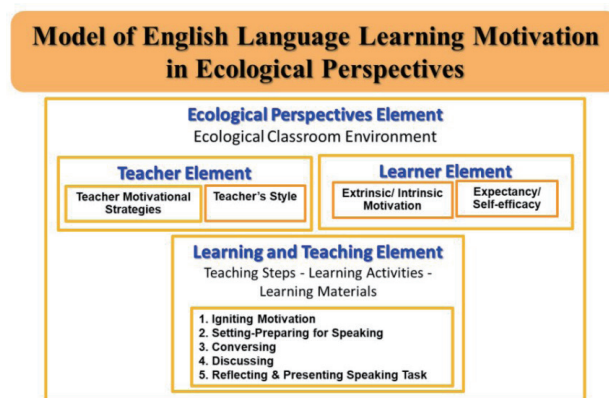 Model of English Language Learning Motivation
in Ecological Perspectives
Ecological Perspectives Element
Ecological Classroom Environment
Teacher Element
Teacher Motivational
Strategies
Teacher's Style
Learner Element
Extrinsic/ Intrinsic
Motivation
Expectancy/
Self-efficacy
Learning and Teaching Element
Teaching Steps - Learning Activities -
Learning Materials
1. Igniting Motivation
2. Setting-Preparing for Speaking
3. Conversing
4. Discussing
5. Reflecting & Presenting Speaking Task